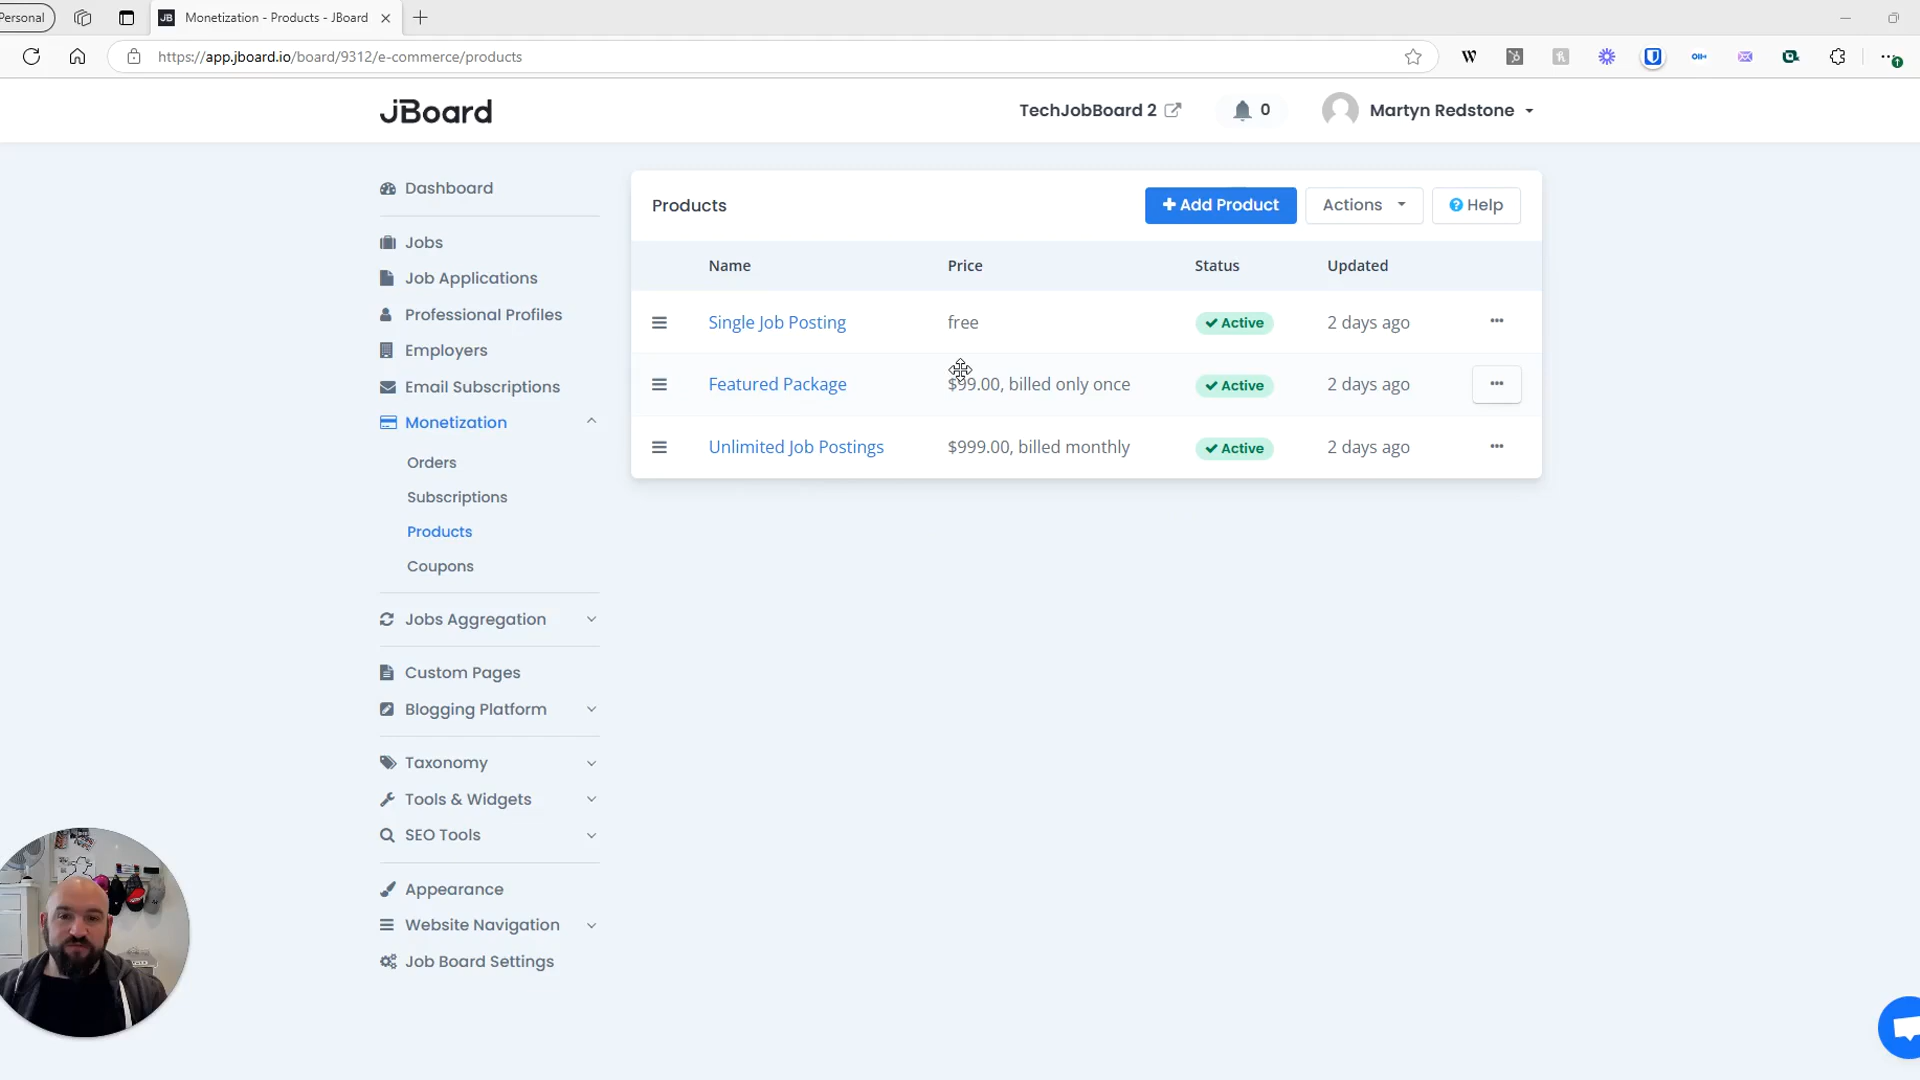 Personal
JB Monetization - Products - JBoard
https://app.jboard.io/board/9312/e-commerce/products
W
JBoard
TechJobBoard 2
0
Martyn Redstone
Dashboard
Jobs
Job Applications
Professional Profiles
Employers
Email Subscriptions
Monetization
Orders
Subscriptions
Products
Coupons
Jobs Aggregation
Custom Pages
Blogging Platform
Taxonomy
Tools & Widgets
SEO Tools
Appearance
Website Navigation
Job Board Settings
Products
Add Product
Actions
Help
Name Price Status Updated
Single Job Posting free Active 2 days ago
Featured Package $99.00, billed only once Active 2 days ago
Unlimited Job Postings $999.00, billed monthly Active 2 days ago